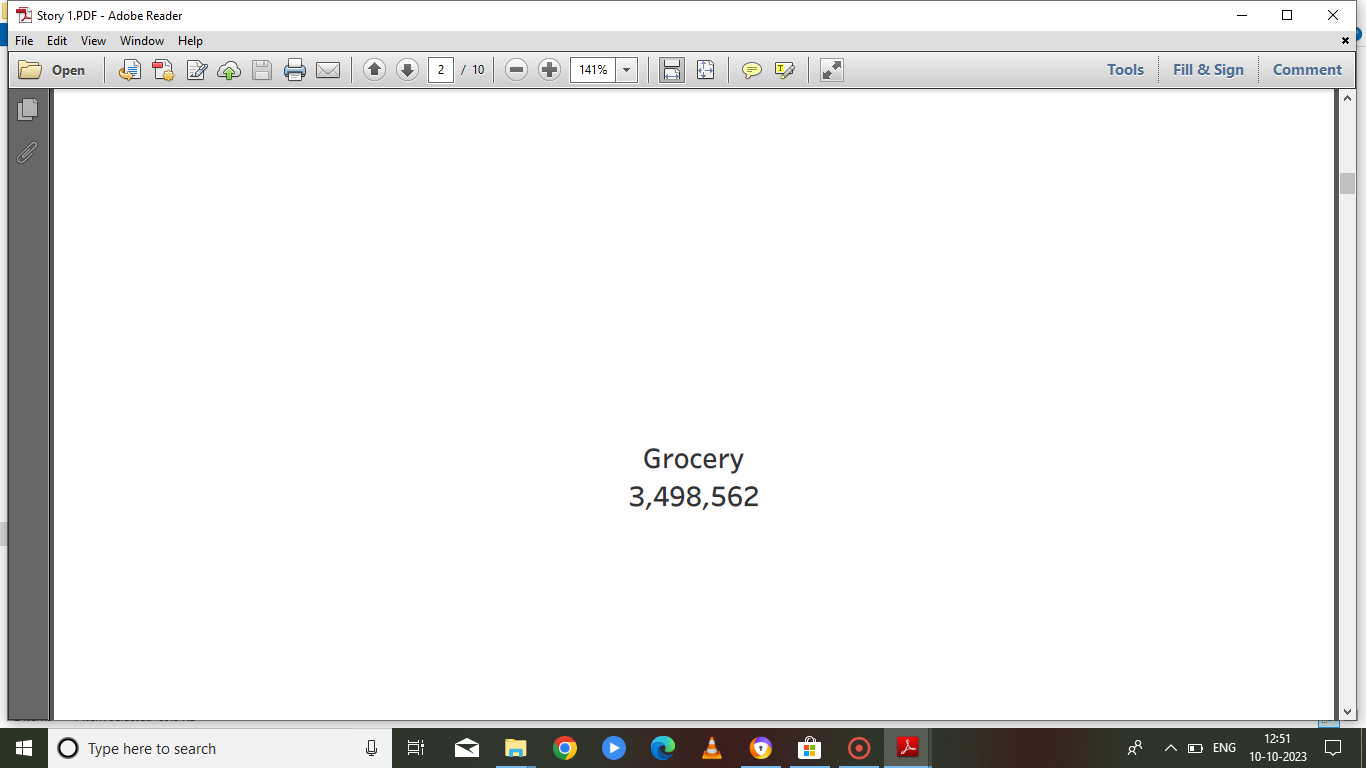 Story 1.PDF - Adobe Reader
File Edit View Window Help
Open 2 / 10 141% Tools Fill & Sign Comment
Grocery
3,498,562
Type here to search
ENG
12:51
10-10-2023